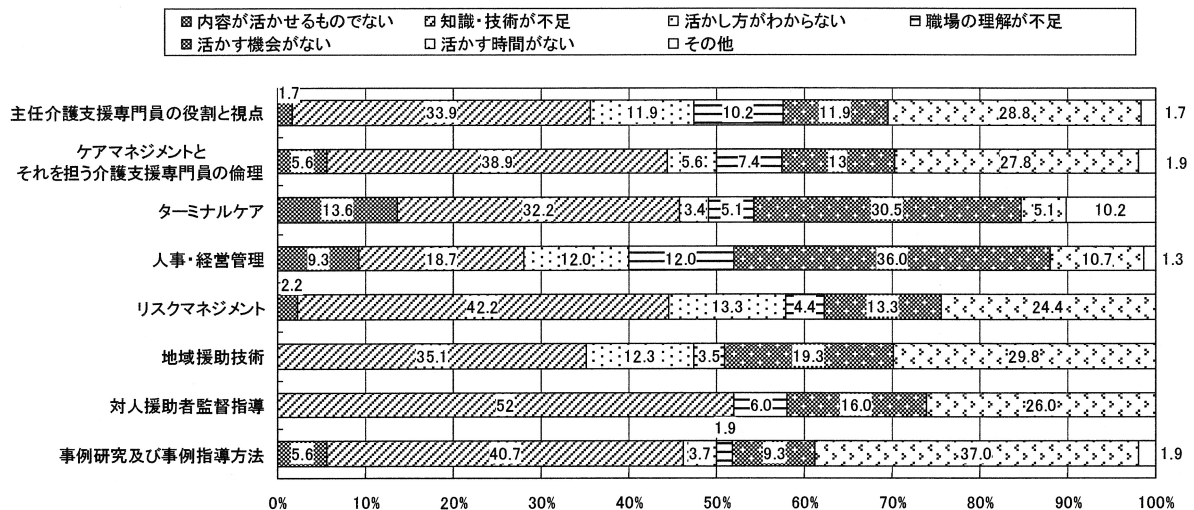 内容が活かせるものでない 知識・技術が不足 活かし方がわからない 職場の理解が不足
活かす機会がない 活かす時間がない その他
主任介護支援専門員の役割と視点 1.7 33.9 11.9 10.2 11.9 28.8 1.7
ケアマネジメントと
それを担う介護支援専門員の倫理 5.6 38.9 5.6 7.4 13 27.8 1.9
ターミナルケア 13.6 32.2 3.4 5.1 30.5 5.1 10.2
人事・経営管理 9.3 18.7 12.0 12.0 36.0 10.7 1.3
リスクマネジメント 2.2 42.2 13.3 4.4 13.3 24.4
地域援助技術 35.1 12.3 3.5 19.3 29.8
対人援助者監督指導 52 6.0 16.0 26.0
事例研究及び事例指導方法 5.6 40.7 3.7 1.9 9.3 37.0 1.9
0% 10% 20% 30% 40% 50% 60% 70% 80% 90% 100%